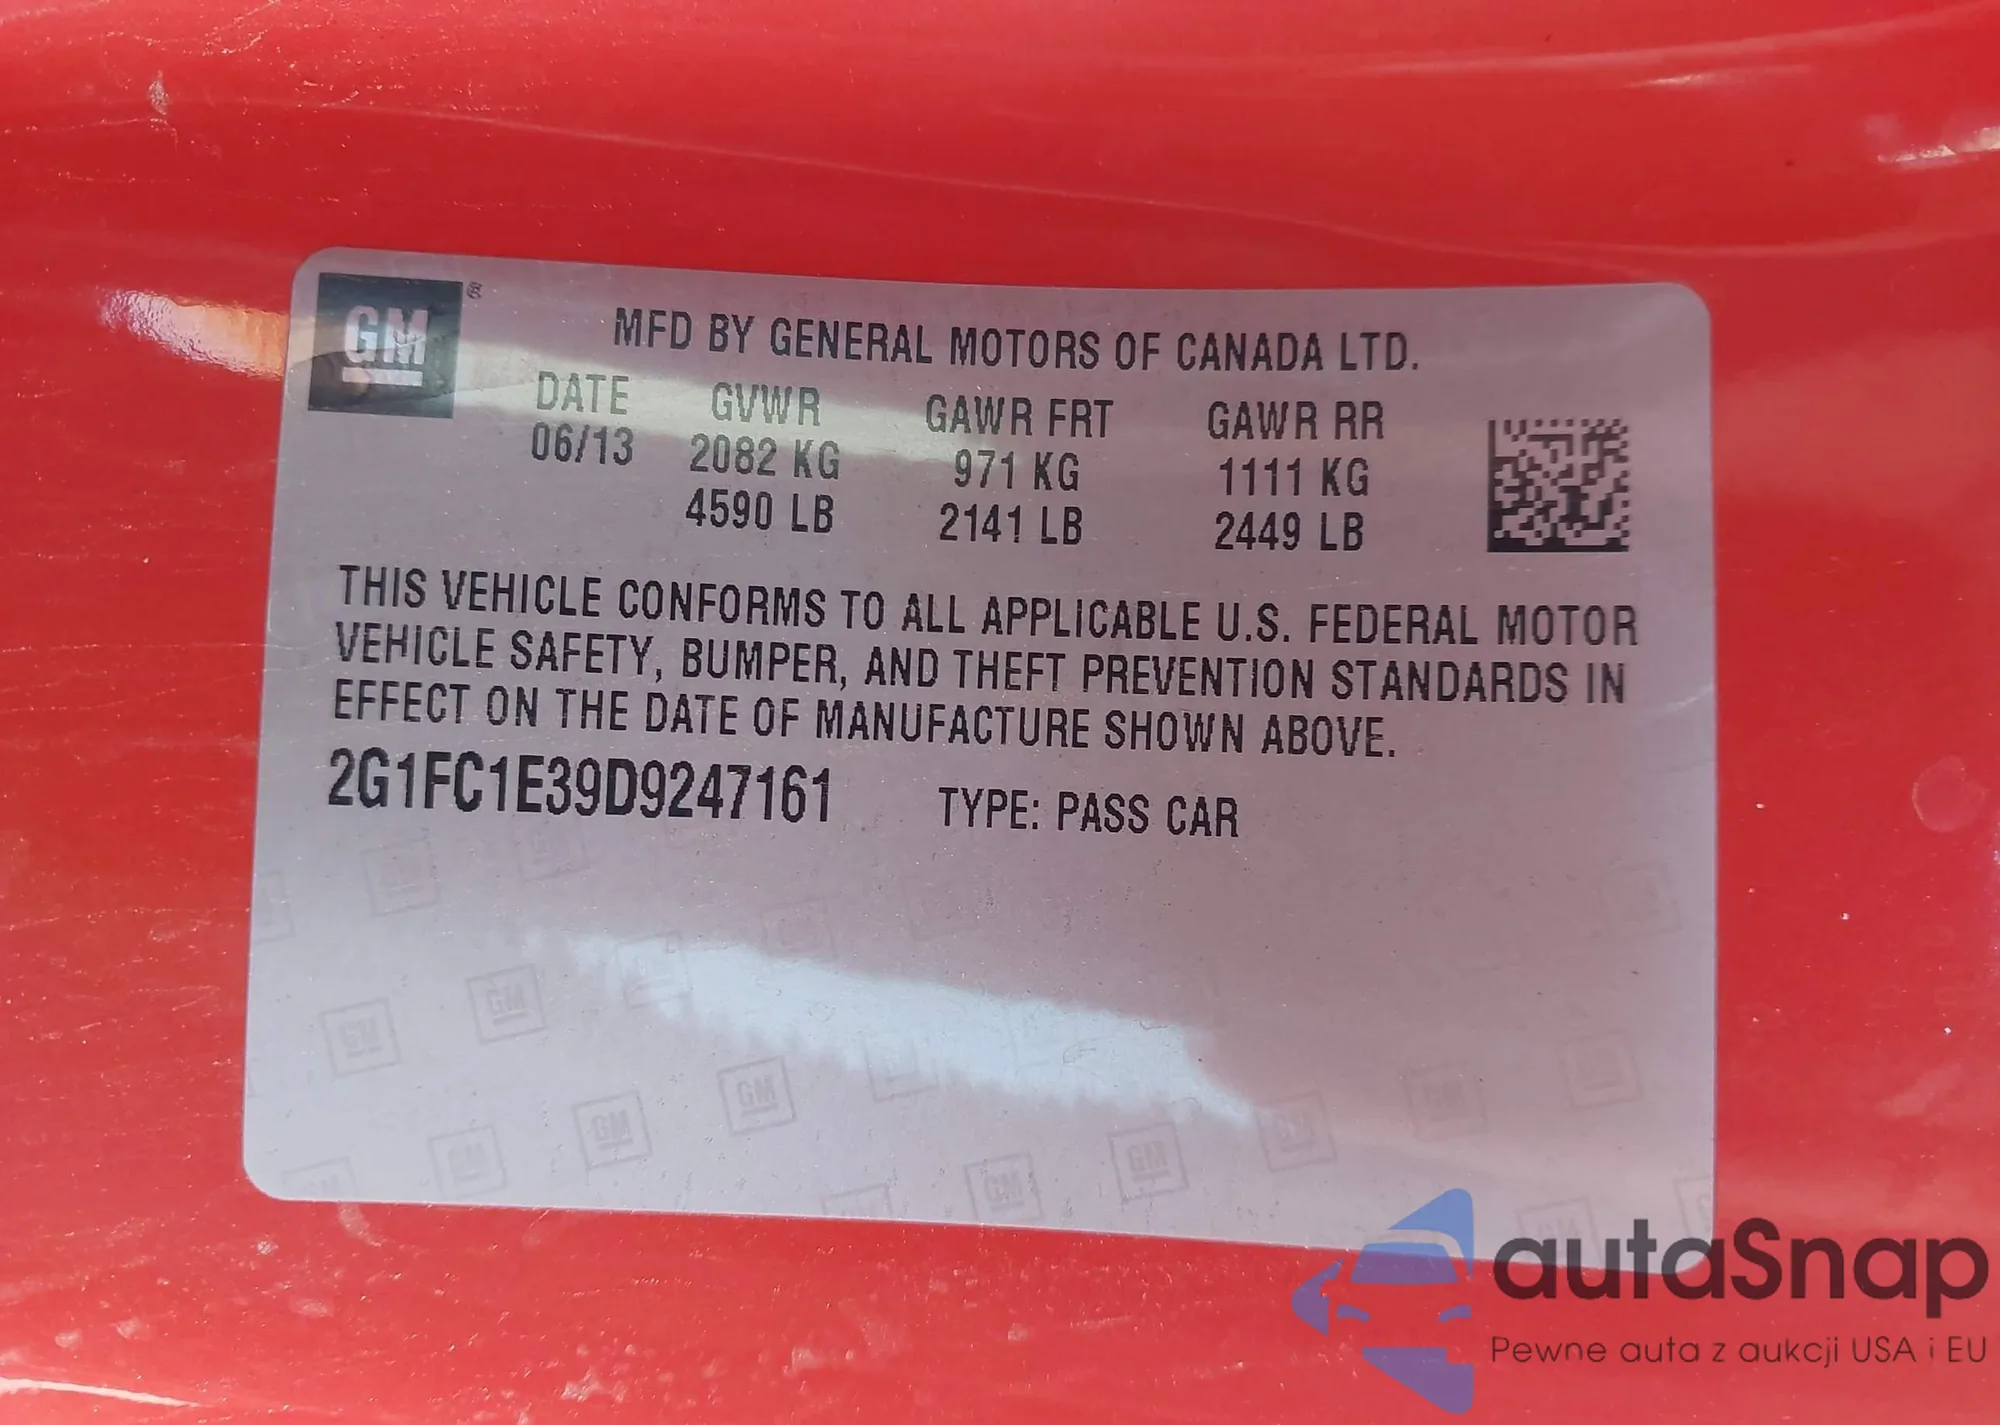 GM ®
MFD BY GENERAL MOTORS OF CANADA LTD.
DATE GVWR GAWR FRT GAWR RR
06/13 2082 KG 971 KG 1111 KG
4590 LB 2141 LB 2449 LB
THIS VEHICLE CONFORMS TO ALL APPLICABLE U.S. FEDERAL MOTOR
VEHICLE SAFETY, BUMPER, AND THEFT PREVENTION STANDARDS IN
EFFECT ON THE DATE OF MANUFACTURE SHOWN ABOVE.
2G1FC1E39D9247161 TYPE: PASS CAR
autaSnap
Pewne auta z aukcji USA i EU